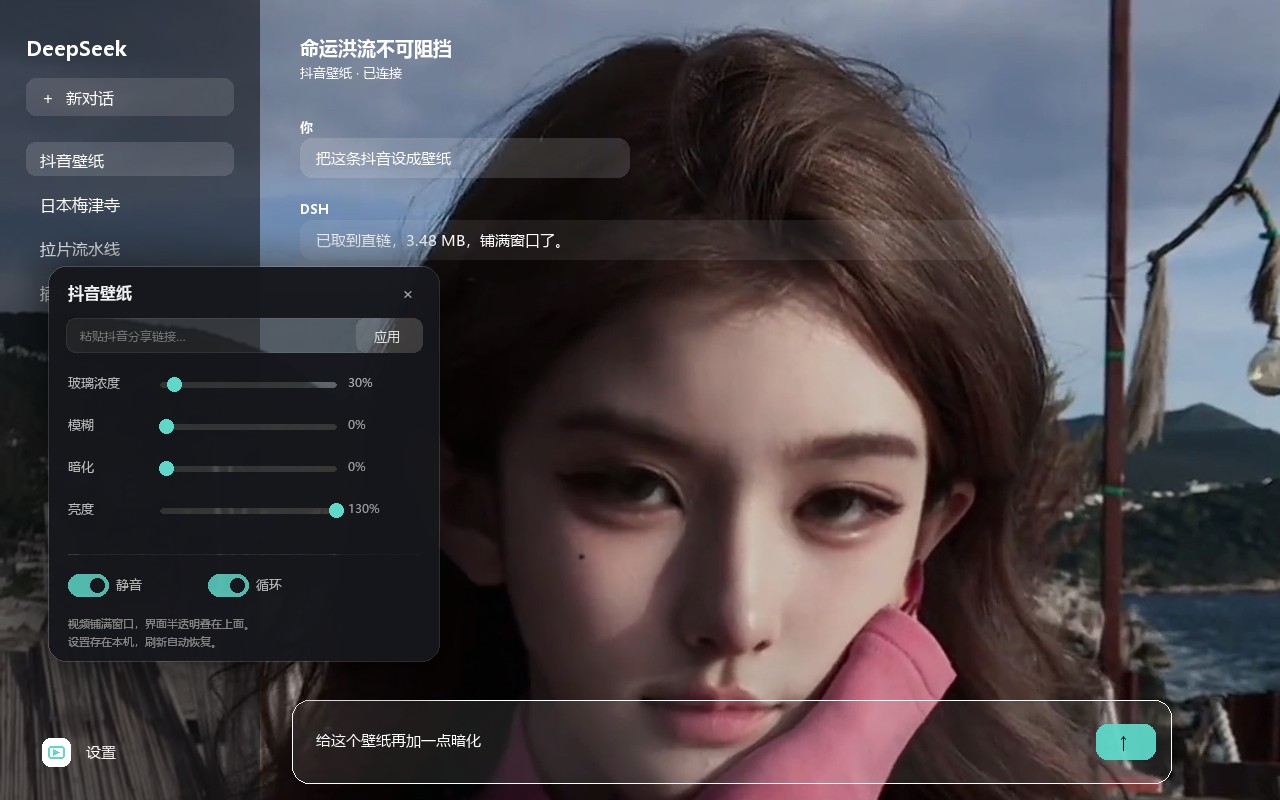 DeepSeek
+ 新对话
抖音壁纸
日本梅津寺
拉片流水线
命运洪流不可阻挡
抖音壁纸 · 已连接
你
把这条抖音设成壁纸
DSH
已取到直链，3.48 MB，铺满窗口了。
抖音壁纸 ×
粘贴抖音分享链接... 应用
玻璃浓度 30%
模糊 0%
暗化 0%
亮度 130%
静音 循环
视频铺满窗口，界面半透明叠在上面。
设置存在本机，刷新自动恢复。
给这个壁纸再加一点暗化 ↑
设置